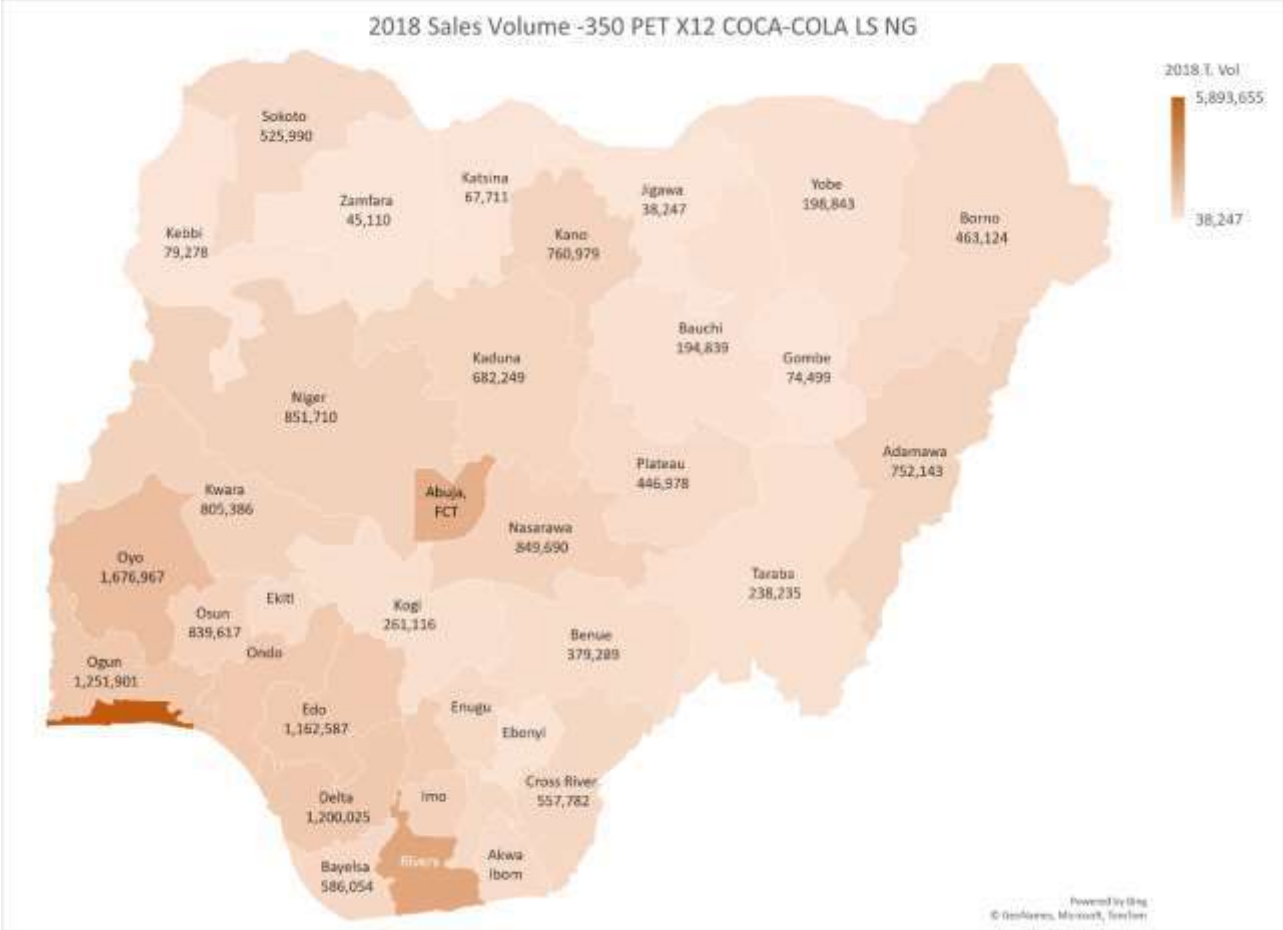 2018 Sales Volume -350 PET X12 COCA-COLA LS NG
2018.T. Vol
5,893,655
38,247
Sokoto
525,990
Zamfara
45,110
Katsina
67,711
Jigawa
38,247
Yobe
198,843
Borno
463,124
Kebbi
79,278
Kano
760,979
Bauchi
194,839
Gombe
74,499
Kaduna
682,249
Niger
851,710
Adamawa
752,143
Plateau
446,978
Kwara
805,386
Abuja,
FCT
Nasarawa
849,690
Oyo
1,676,967
Taraba
238,235
Ekiti
Osun
839,617
Kogi
261,116
Benue
379,289
Ondo
Ogun
1,251,901
Edo
1,162,587
Enugu
Ebonyi
Cross River
557,782
Delta
1,200,025
Imo
Rivers
Akwa
Ibom
Bayelsa
586,054
Powered by Bing
© GeoNames, Microsoft, TomTom